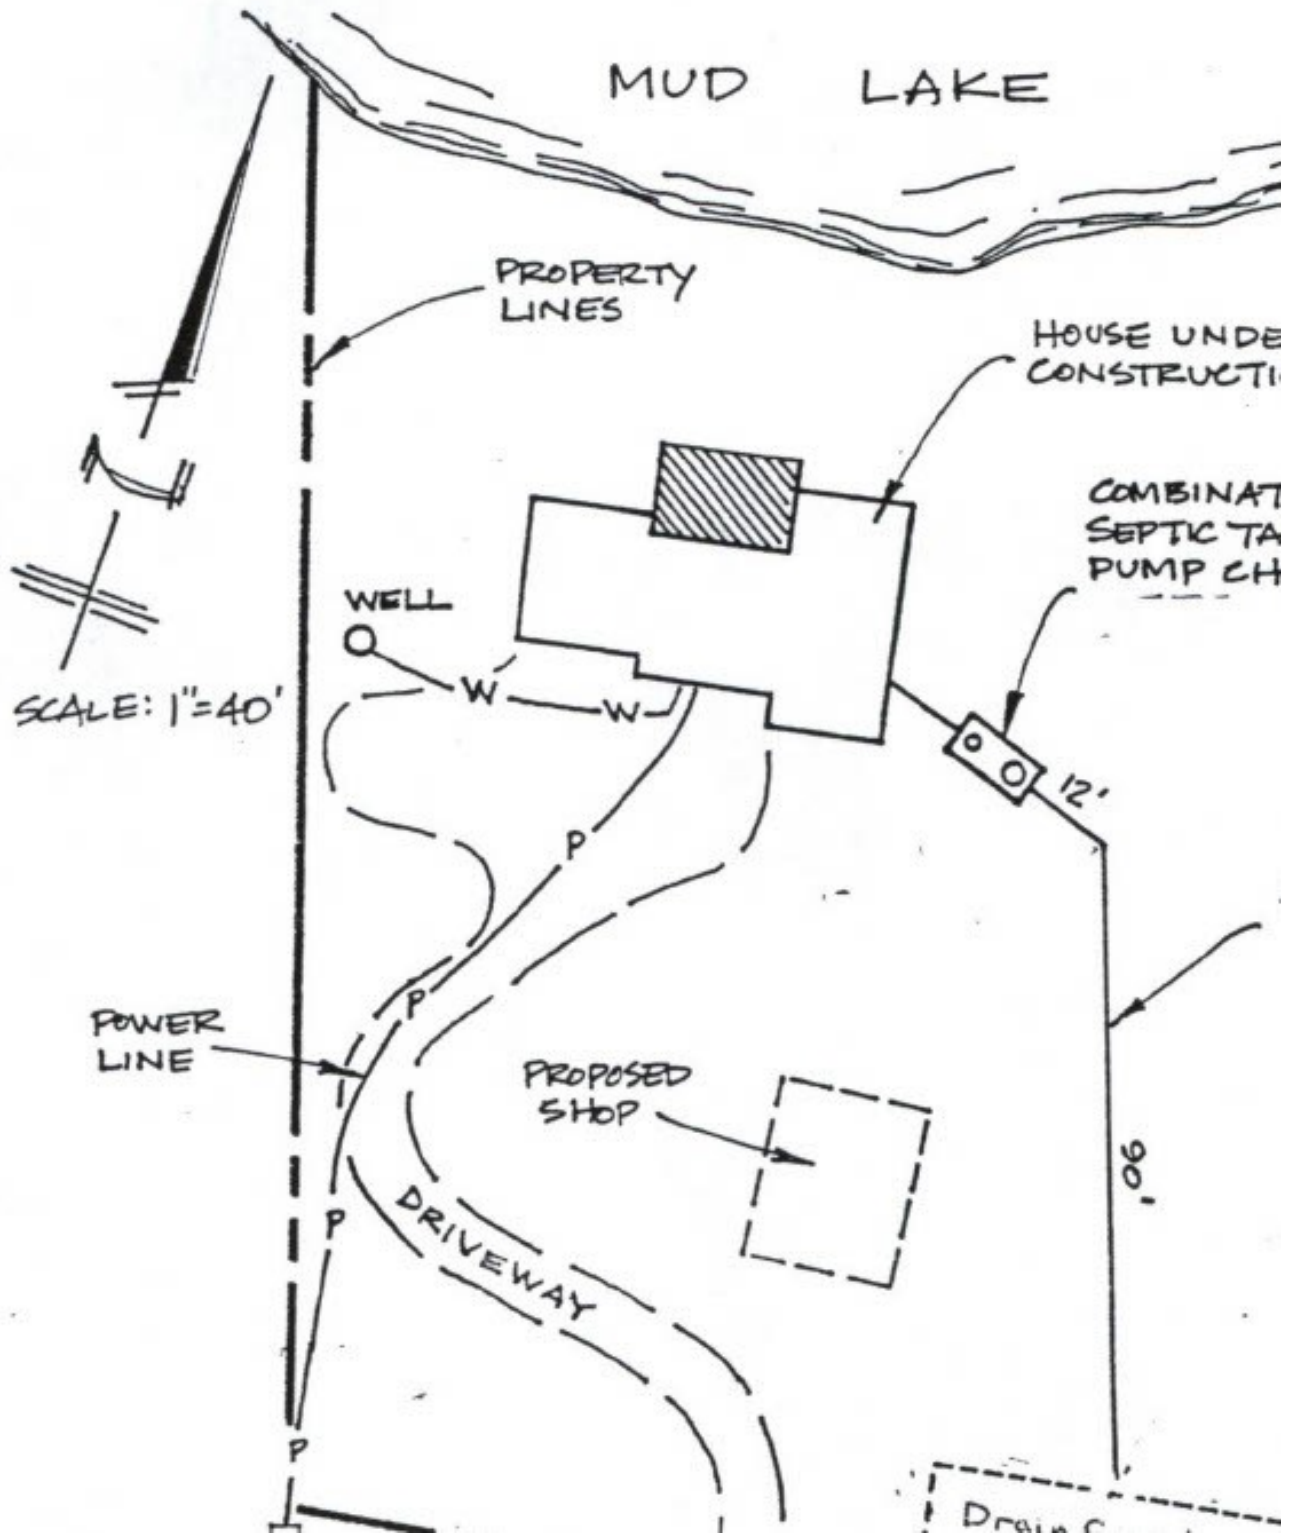 MUD LAKE
PROPERTY
LINES
HOUSE UNDE
CONSTRUCTI
COMBINAT
SEPTIC TA
PUMP CH
WELL
SCALE: 1"=40'
W W
12'
P
P
POWER
LINE
PROPOSED
SHOP
90'
P
DRIVEWAY
P
Drain